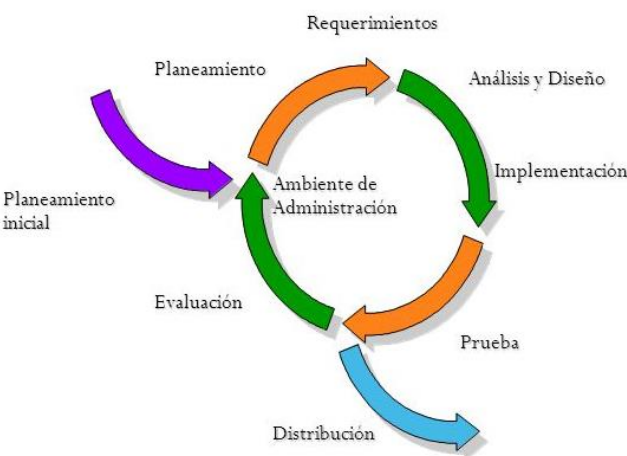 Requerimientos
Planeamiento
Análisis y Diseño
Implementación
Ambiente de
Administración
Planeamiento
inicial
Evaluación
Prueba
Distribución